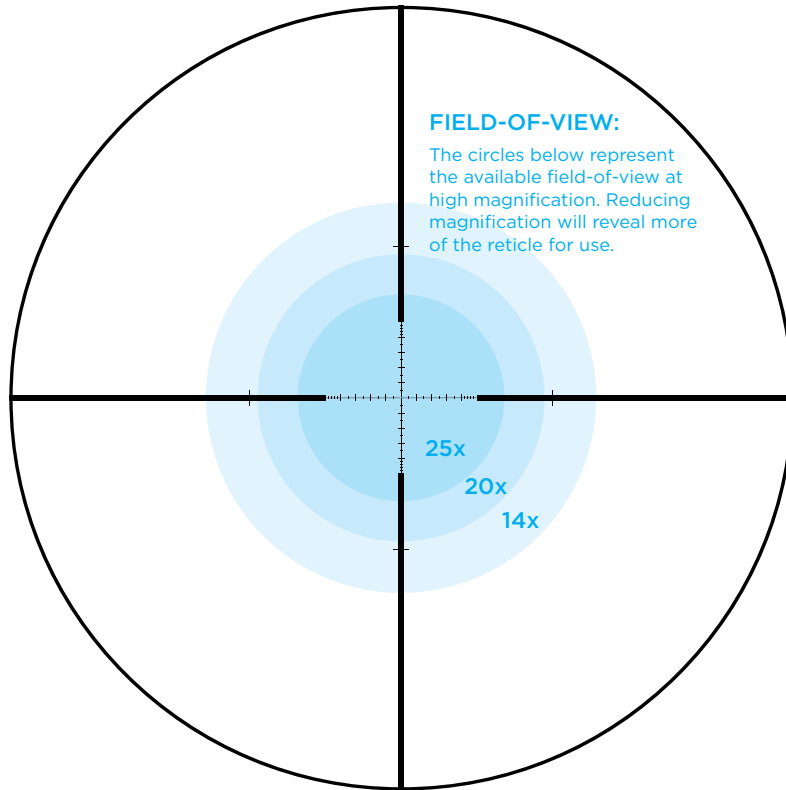 FIELD-OF-VIEW:
The circles below represent
the available field-of-view at
high magnification. Reducing
magnification will reveal more
of the reticle for use.
25x
20x
14x